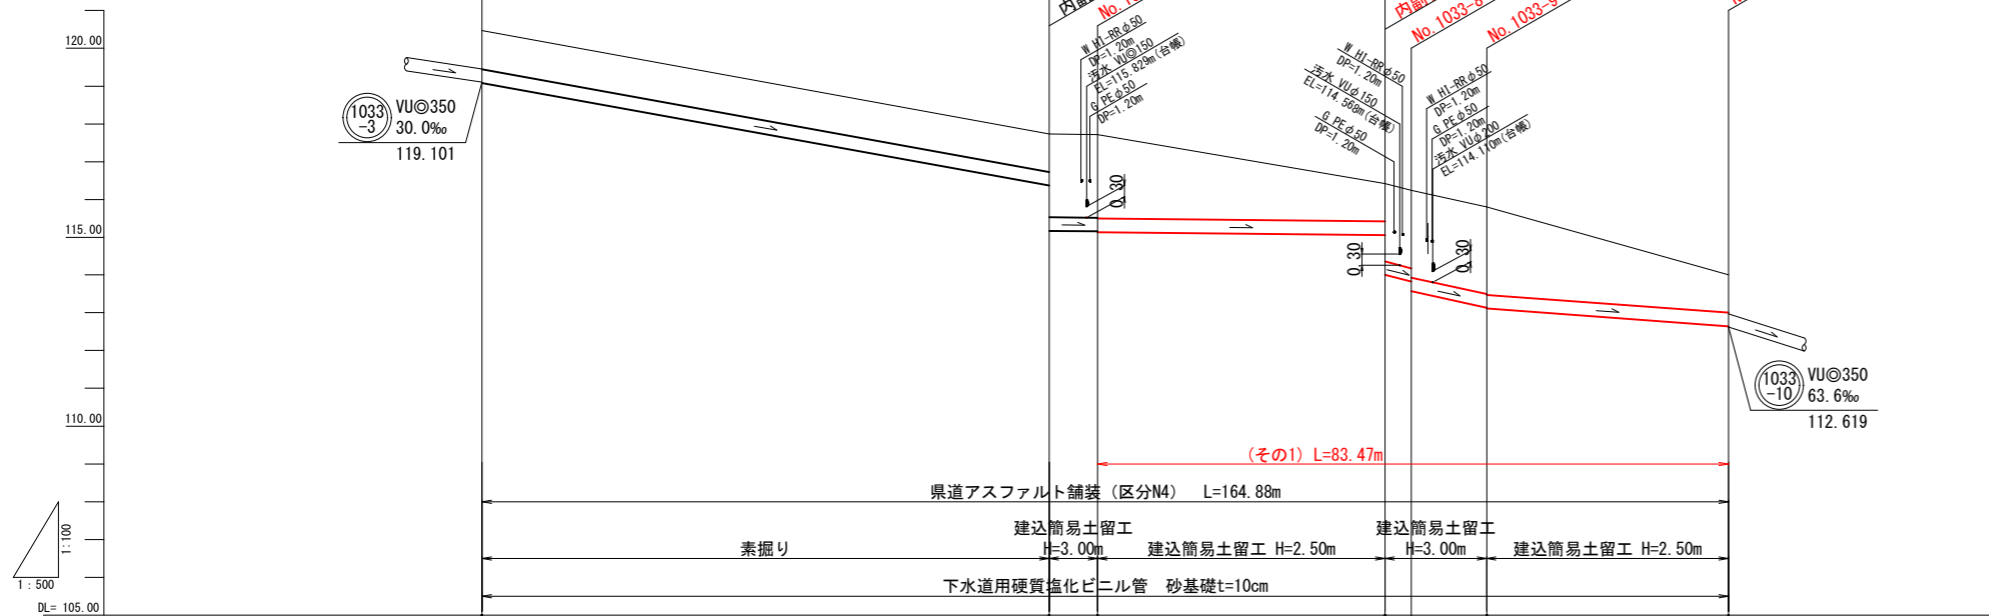 内副
No. 10
内副
No. 1033-8
No. 1033-9
120.00
115.00
110.00
DL= 105.00
1033
-3
VU◎350
30.0‰
119.101
W HI-RRφ50
DP=1.20m
汚水 VU◎150
EL=115.829m(台帳)
G PEφ50
DP=1.20m
0.30
W HI-RRφ50
DP=1.20m
汚水 VUφ150
EL=114.568m(台帳)
G PEφ50
DP=1.20m
0.30
W HI-RRφ50
DP=1.20m
G PEφ50
DP=1.20m
汚水 VUφ200
EL=114.110m(台帳)
0.30
1033
-10
VU◎350
63.6‰
112.619
(その1) L=83.47m
県道アスファルト舗装（区分N4） L=164.88m
素掘り
建込簡易土留工
H=3.00m
建込簡易土留工 H=2.50m
建込簡易土留工
H=3.00m
建込簡易土留工 H=2.50m
下水道用硬質塩化ビニル管 砂基礎t=10cm
1:100
1:500